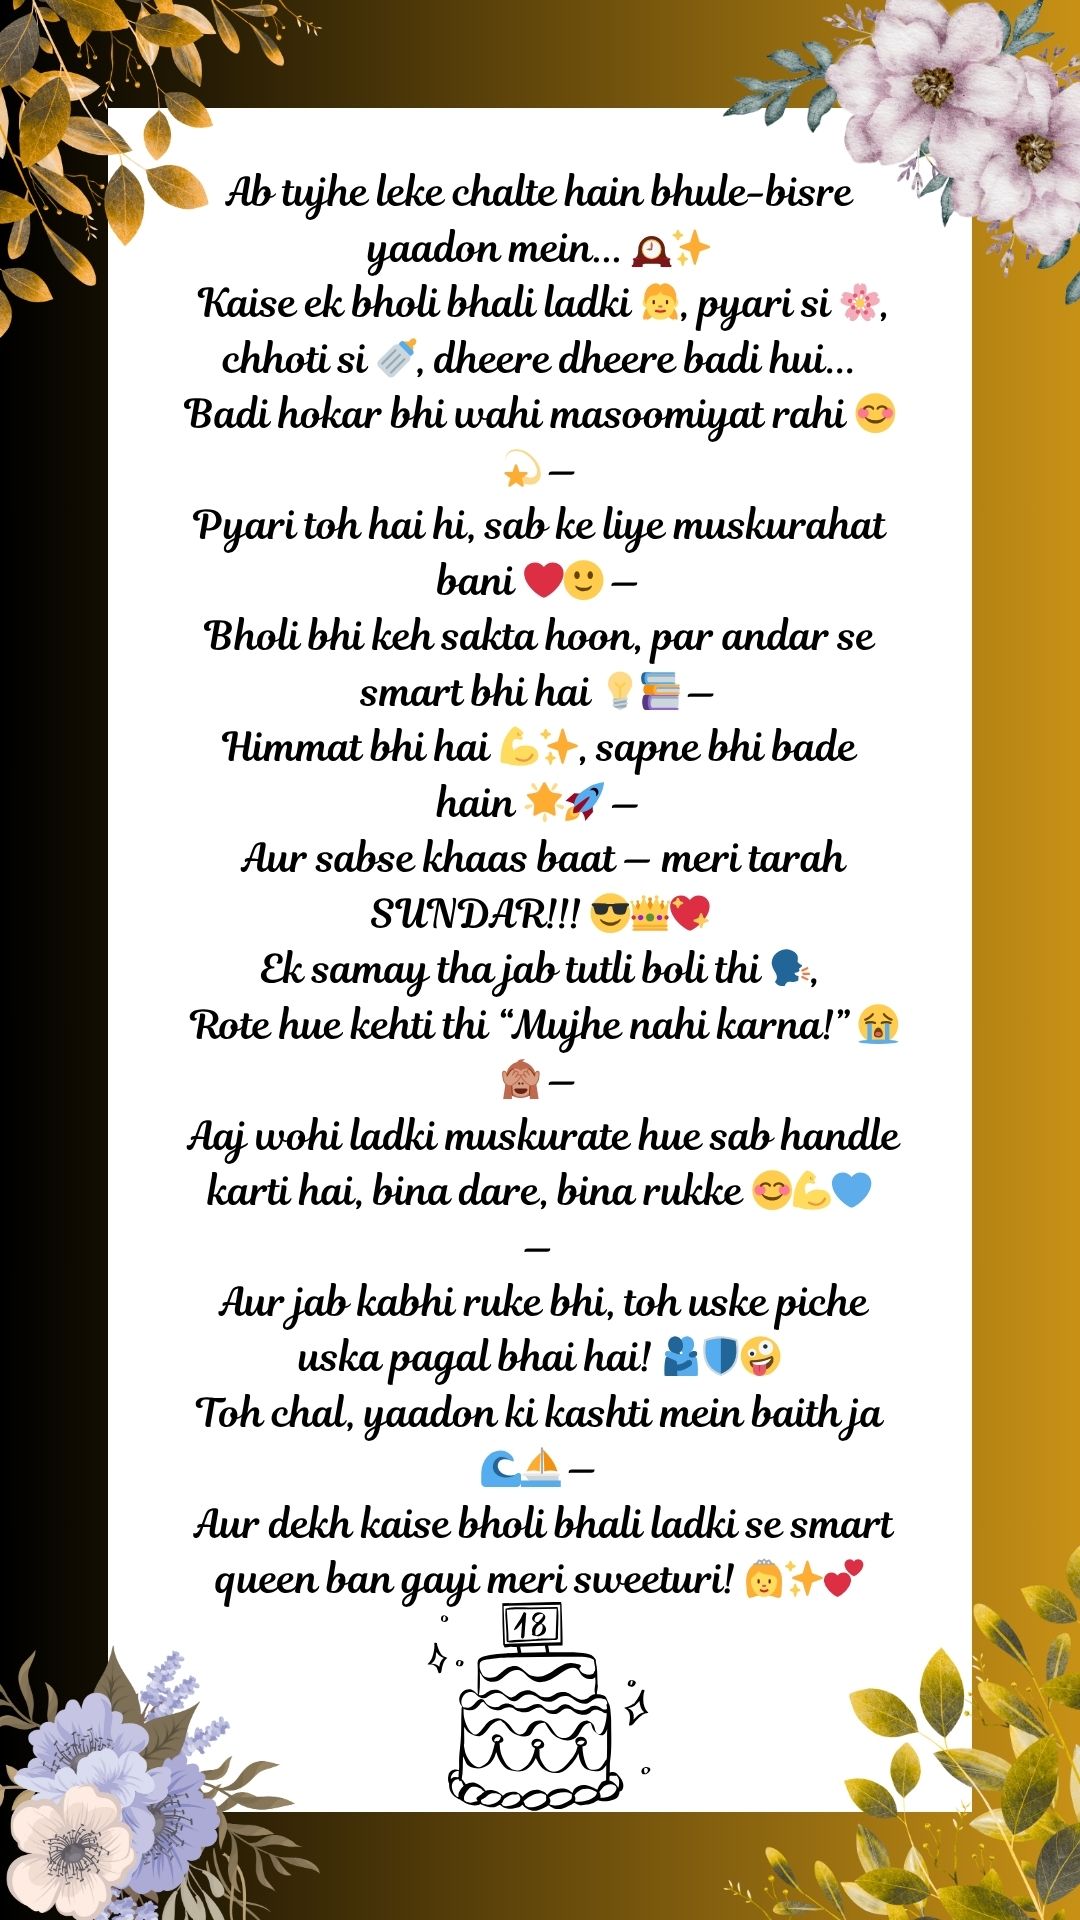 Ab tujhe leke chalte hain bhule-bisre
yaadon mein... 🕰️✨
Kaise ek bholi bhali ladki 👧, pyari si 🌸,
chhoti si 🍼, dheere dheere badi hui...
Badi hokar bhi wahi masoomiyat rahi 😊
💫 —
Pyari toh hai hi, sab ke liye muskurahat
bani ❤️🙂 —
Bholi bhi keh sakta hoon, par andar se
smart bhi hai 💡📚 —
Himmat bhi hai 💪✨, sapne bhi bade
hain 🌟🚀 —
Aur sabse khaas baat — meri tarah
SUNDAR!!! 😎👑💖
Ek samay tha jab tutli boli thi 🗣️,
Rote hue kehti thi “Mujhe nahi karna!” 😭
🙈 —
Aaj wohi ladki muskurate hue sab handle
karti hai, bina dare, bina rukke 😊💪💙
—
Aur jab kabhi ruke bhi, toh uske piche
uska pagal bhai hai! 🫂🛡️🤪
Toh chal, yaadon ki kashti mein baith ja
🌊⛵ —
Aur dekh kaise bholi bhali ladki se smart
queen ban gayi meri sweeturi! 👸✨💕
18